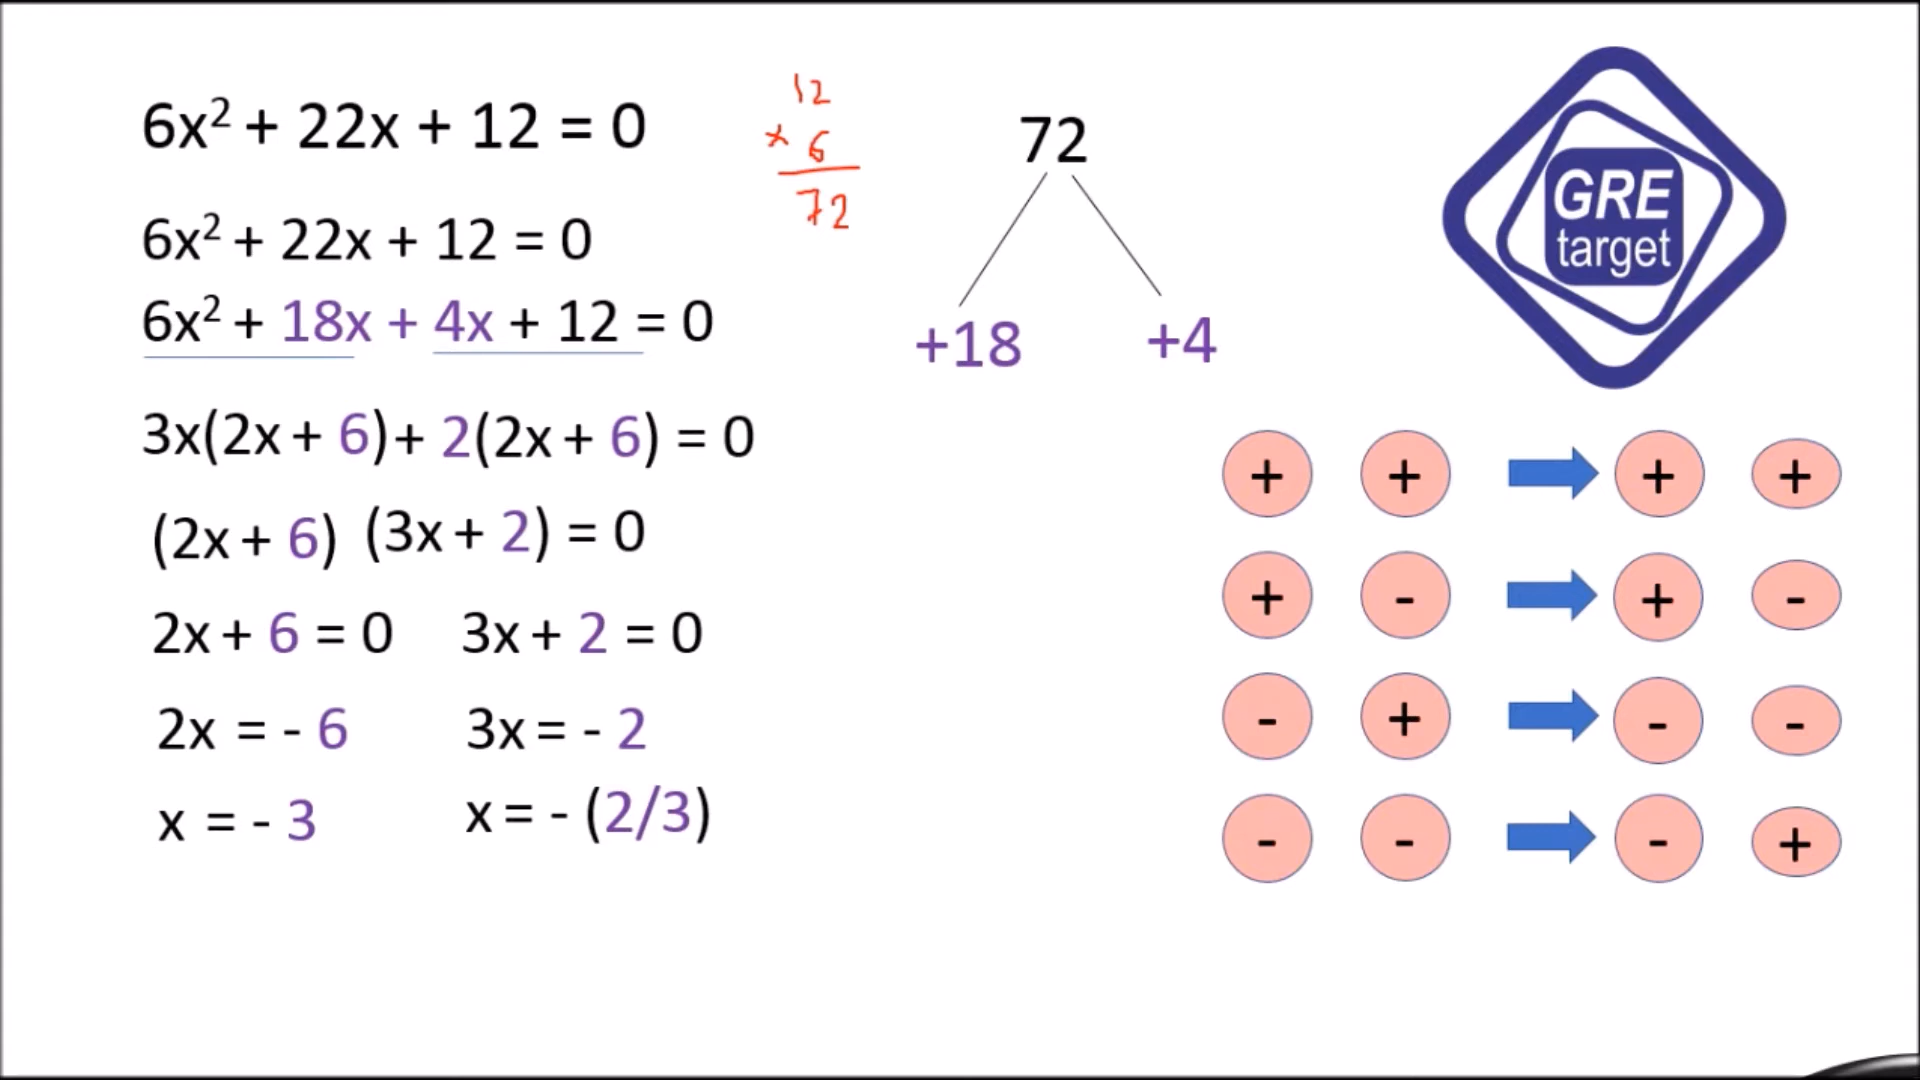 6x² + 22x + 12 = 0
6x² + 22x + 12 = 0
6x² + 18x + 4x + 12 = 0
3x(2x + 6) + 2(2x + 6) = 0
(2x + 6) (3x + 2) = 0
2x + 6 = 0 3x + 2 = 0
2x = - 6 3x = - 2
x = - 3 x = - (2/3)
12
× 6
72
72
+18 +4
GRE
target
+ + + +
+ - + -
- + - -
- - - +